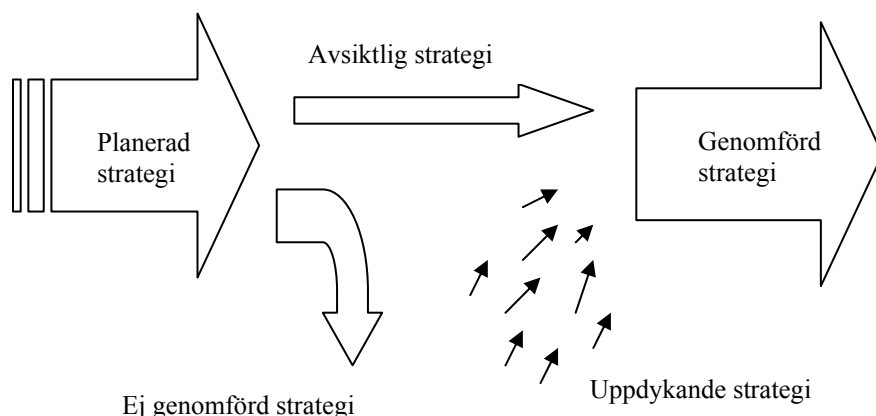 Avsiktlig strategi
Planerad
strategi
Genomförd
strategi
Ej genomförd strategi
Uppdykande strategi